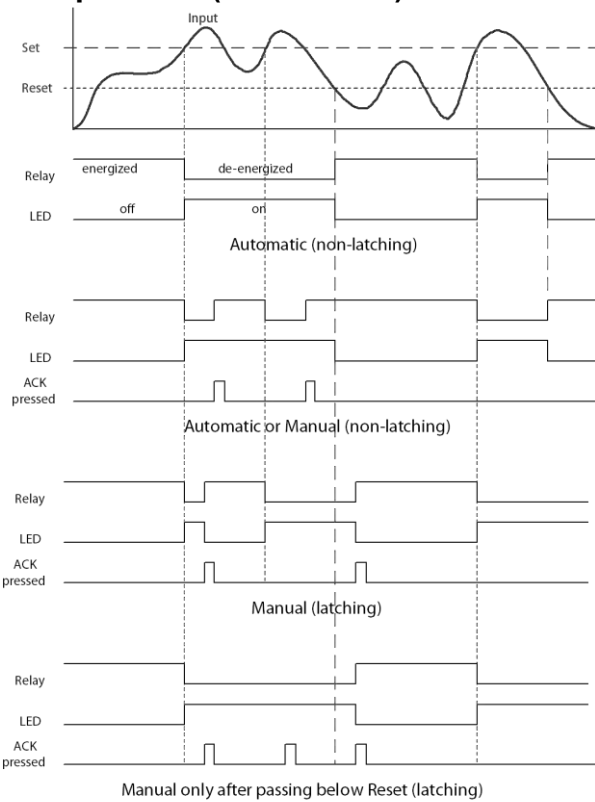 Input
Set
Reset
Relay energized de-energized
LED off on
Automatic (non-latching)
Relay
LED
ACK
pressed
Automatic or Manual (non-latching)
Relay
LED
ACK
pressed
Manual (latching)
Relay
LED
ACK
pressed
Manual only after passing below Reset (latching)